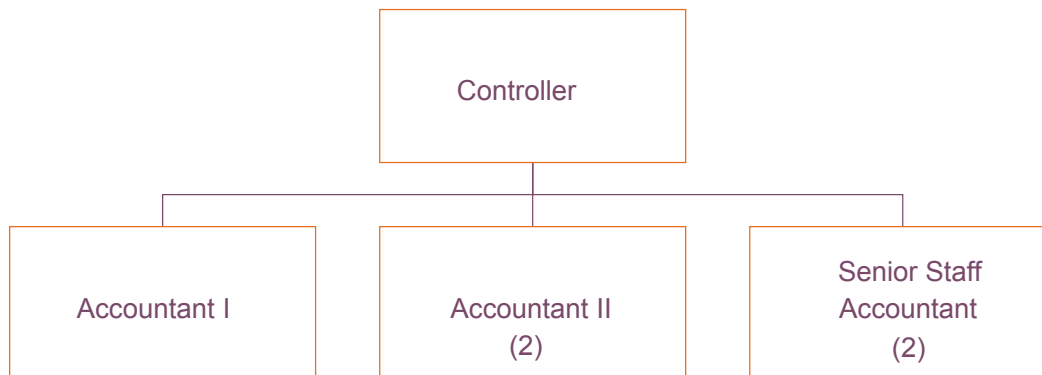 Controller
Accountant I
Accountant II
(2)
Senior Staff
Accountant
(2)